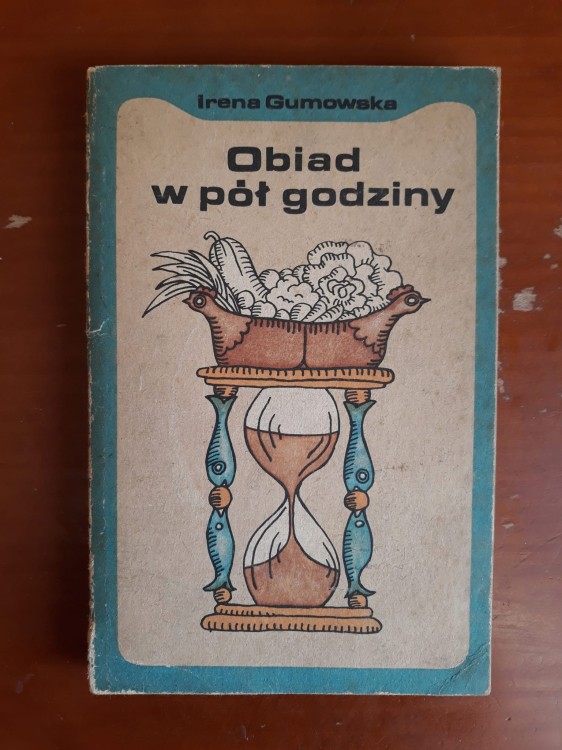 Irena Gumowska
Obiad
w pół godziny